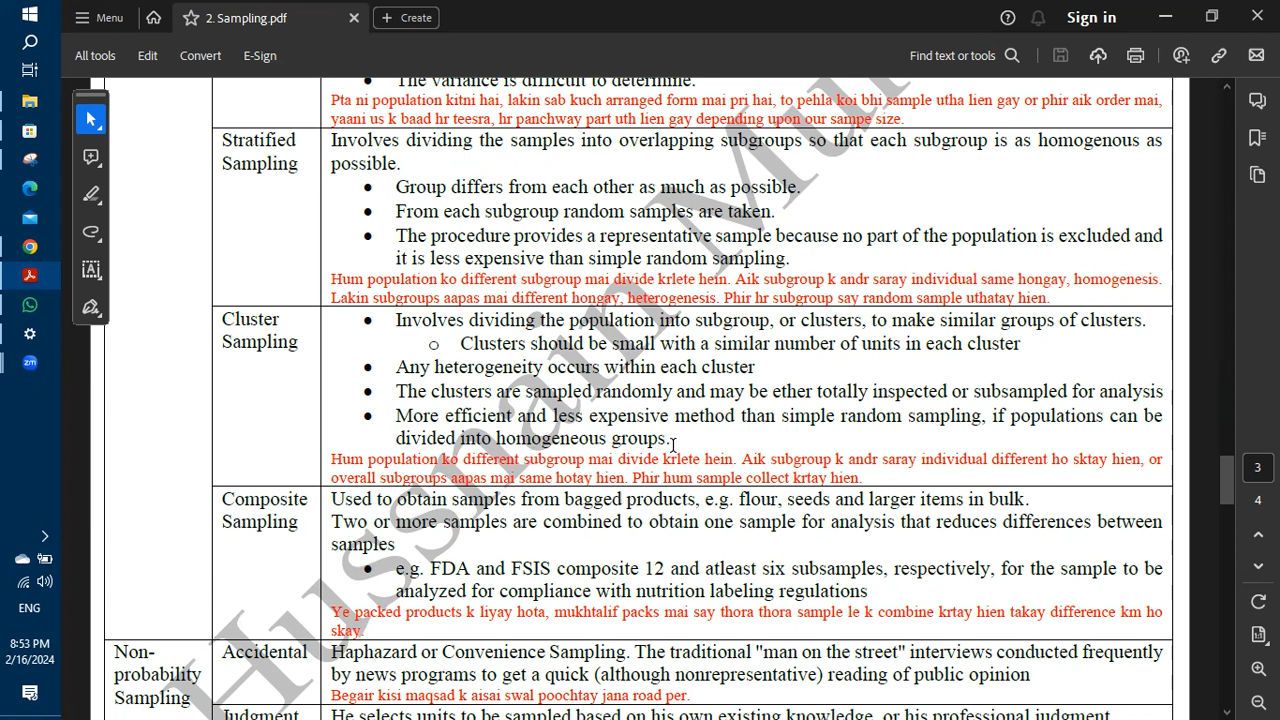 Menu
2. Sampling.pdf
Create
Sign in
All tools
Edit
Convert
E-Sign
Find text or tools
The variance is difficult to determine.
Pta ni population kitni hai, lakin sab kuch arranged form mai pri hai, to pehla koi bhi sample utha lien gay or phir aik order mai,
yaani us k baad hr teesra, hr panchway part uth lien gay depending upon our sampe size.
Stratified
Sampling
Involves dividing the samples into overlapping subgroups so that each subgroup is as homogenous as
possible.
• Group differs from each other as much as possible.
• From each subgroup random samples are taken.
• The procedure provides a representative sample because no part of the population is excluded and
it is less expensive than simple random sampling.
Hum population ko different subgroup mai divide krlete hein. Aik subgroup k andr saray individual same hongay, homogenesis.
Lakin subgroups aapas mai different hongay, heterogenesis. Phir hr subgroup say random sample uthatay hien.
Cluster
Sampling
• Involves dividing the population into subgroup, or clusters, to make similar groups of clusters.
o Clusters should be small with a similar number of units in each cluster
• Any heterogeneity occurs within each cluster
• The clusters are sampled randomly and may be ether totally inspected or subsampled for analysis
• More efficient and less expensive method than simple random sampling, if populations can be
divided into homogeneous groups.
Hum population ko different subgroup mai divide krlete hein. Aik subgroup k andr saray individual different ho sktay hien, or
overall subgroups aapas mai same hotay hien. Phir hum sample collect krtay hien.
Composite
Sampling
Used to obtain samples from bagged products, e.g. flour, seeds and larger items in bulk.
Two or more samples are combined to obtain one sample for analysis that reduces differences between
samples
• e.g. FDA and FSIS composite 12 and atleast six subsamples, respectively, for the sample to be
analyzed for compliance with nutrition labeling regulations
Ye packed products k liyay hota, mukhtalif packs mai say thora thora sample le k combine krtay hien takay difference km ho
skay.
Non-
probability
Sampling
Accidental
Haphazard or Convenience Sampling. The traditional "man on the street" interviews conducted frequently
by news programs to get a quick (although nonrepresentative) reading of public opinion
Begair kisi maqsad k aisai swal poochtay jana road per.
Judgment
He selects units to be sampled based on his own existing knowledge, or his professional judgment
Hussnain Mu
3
4
ENG
8:53 PM
2/16/2024